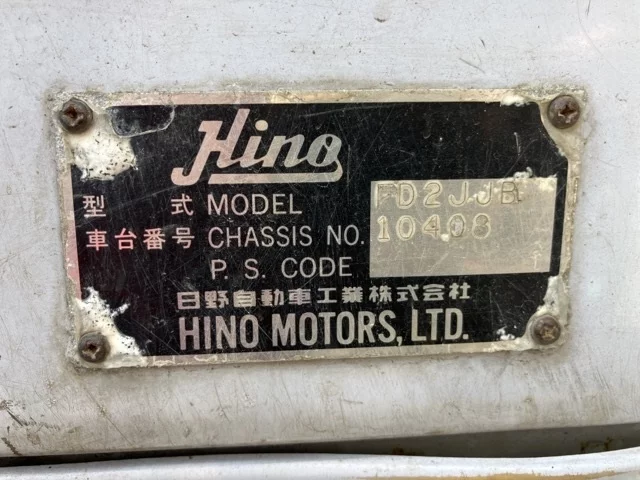 Hino
型 式 MODEL FD2JJB
車台番号 CHASSIS NO. 10408
P. S. CODE
日野自動車工業株式会社
HINO MOTORS, LTD.